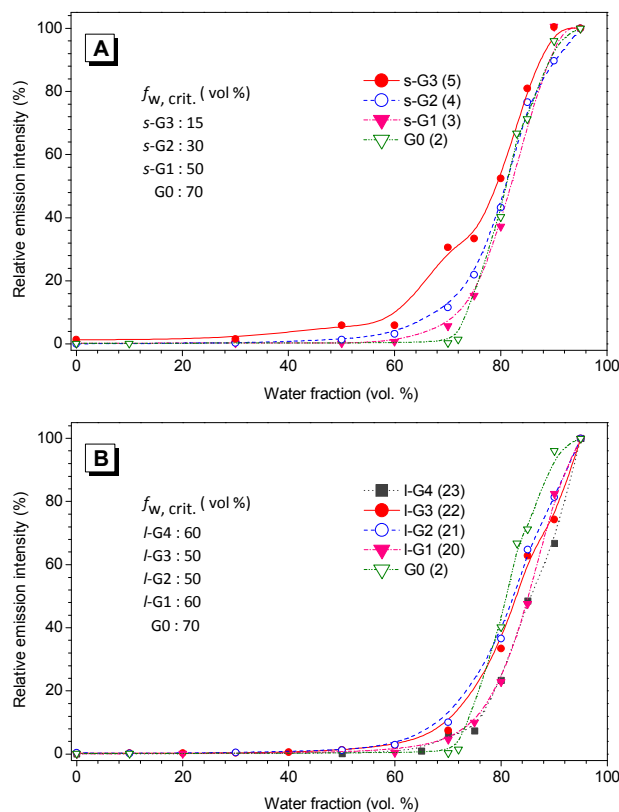 A
f w, crit. ( vol %)
s-G3 : 15
s-G2 : 30
s-G1 : 50
G0 : 70
s-G3 (5)
s-G2 (4)
s-G1 (3)
G0 (2)
Relative emission intensity (%)
100
80
60
40
20
0
0 20 40 60 80 100
Water fraction (vol. %)
B
f w, crit. ( vol %)
l-G4: 60
l-G3: 50
l-G2: 50
l-G1: 60
G0 : 70
l-G4 (23)
l-G3 (22)
l-G2 (21)
l-G1 (20)
G0 (2)
Relative emission intensity (%)
100
80
60
40
20
0
0 20 40 60 80 100
Water fraction (vol. %)